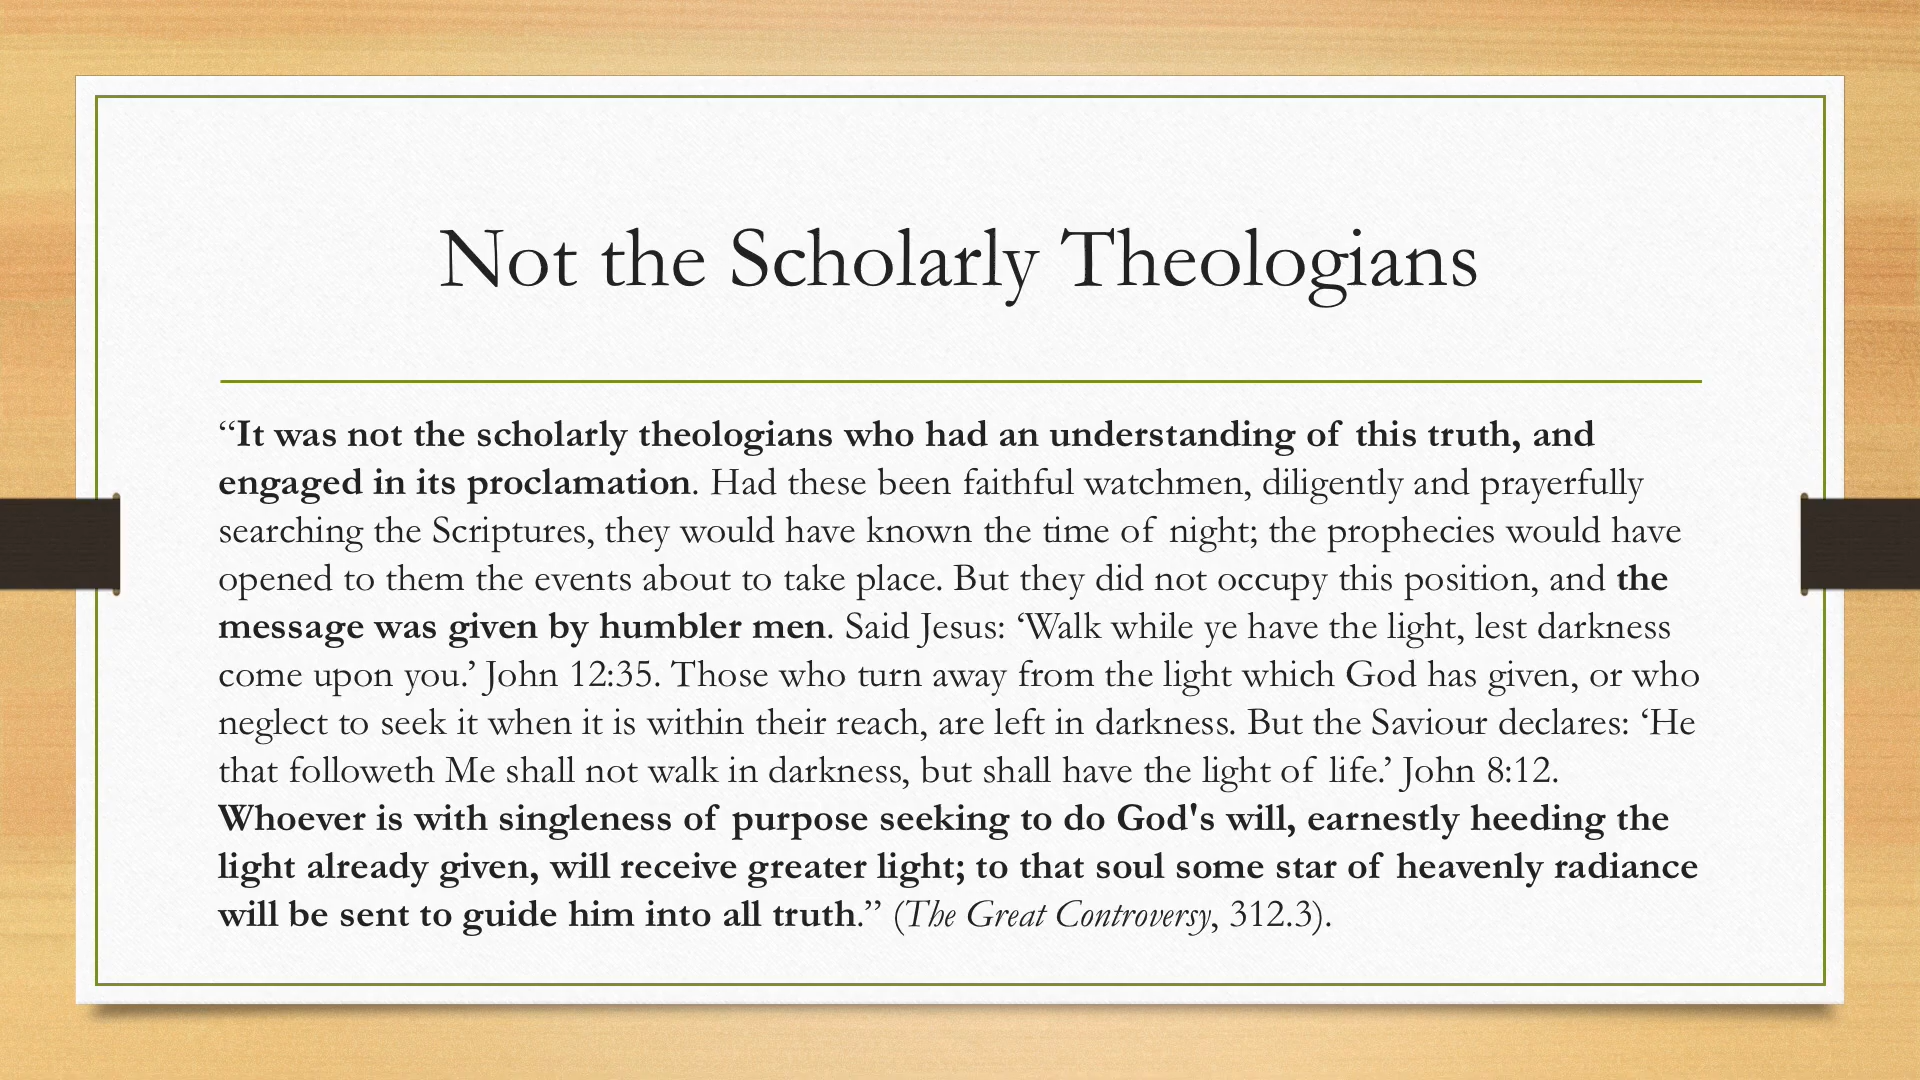 Not the Scholarly Theologians
“It was not the scholarly theologians who had an understanding of this truth, and
engaged in its proclamation. Had these been faithful watchmen, diligently and prayerfully
searching the Scriptures, they would have known the time of night; the prophecies would have
opened to them the events about to take place. But they did not occupy this position, and the
message was given by humbler men. Said Jesus: ‘Walk while ye have the light, lest darkness
come upon you.’ John 12:35. Those who turn away from the light which God has given, or who
neglect to seek it when it is within their reach, are left in darkness. But the Saviour declares: ‘He
that followeth Me shall not walk in darkness, but shall have the light of life.’ John 8:12.
Whoever is with singleness of purpose seeking to do God's will, earnestly heeding the
light already given, will receive greater light; to that soul some star of heavenly radiance
will be sent to guide him into all truth.” (The Great Controversy, 312.3).